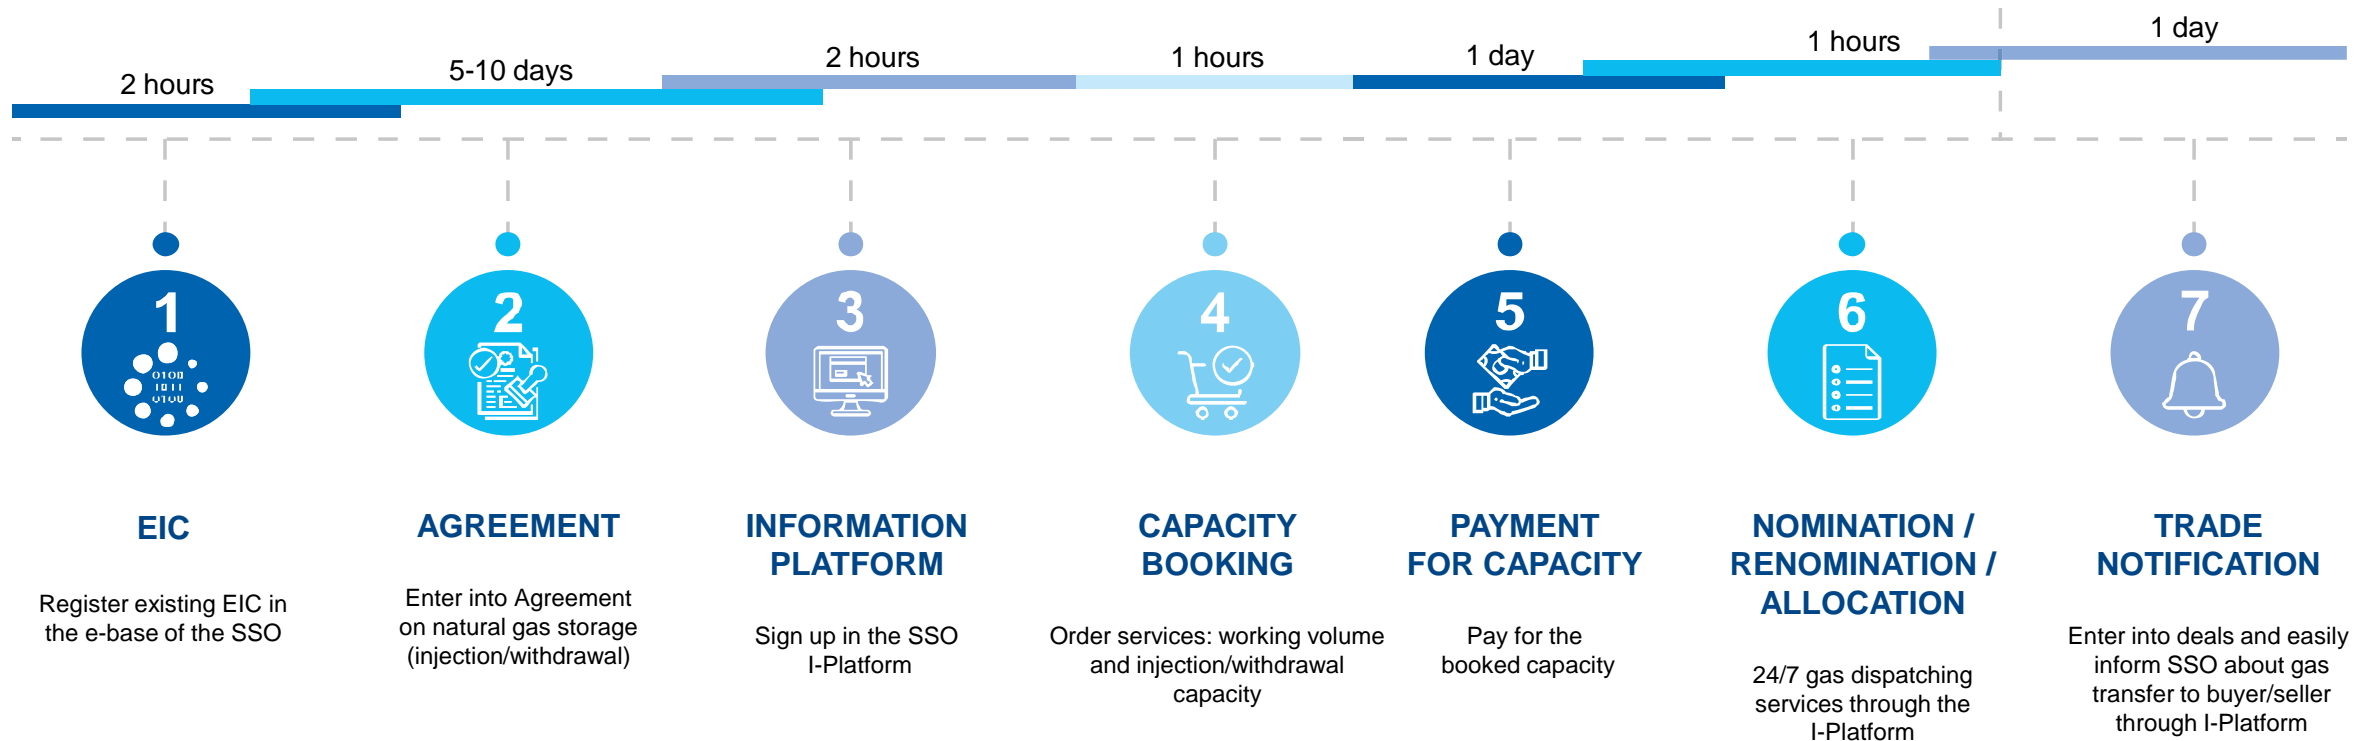 2 hours
5-10 days
2 hours
1 hours
1 day
1 hours
1 day
1
0100
1011
0100
2
3
4
5
6
7
EIC
Register existing EIC in
the e-base of the SSO
AGREEMENT
Enter into Agreement
on natural gas storage
(injection/withdrawal)
INFORMATION
PLATFORM
Sign up in the SSO
I-Platform
CAPACITY
BOOKING
Order services: working volume
and injection/withdrawal
capacity
PAYMENT
FOR CAPACITY
Pay for the
booked capacity
NOMINATION /
RENOMINATION /
ALLOCATION
24/7 gas dispatching
services through the
I-Platform
TRADE
NOTIFICATION
Enter into deals and easily
inform SSO about gas
transfer to buyer/seller
through I-Platform